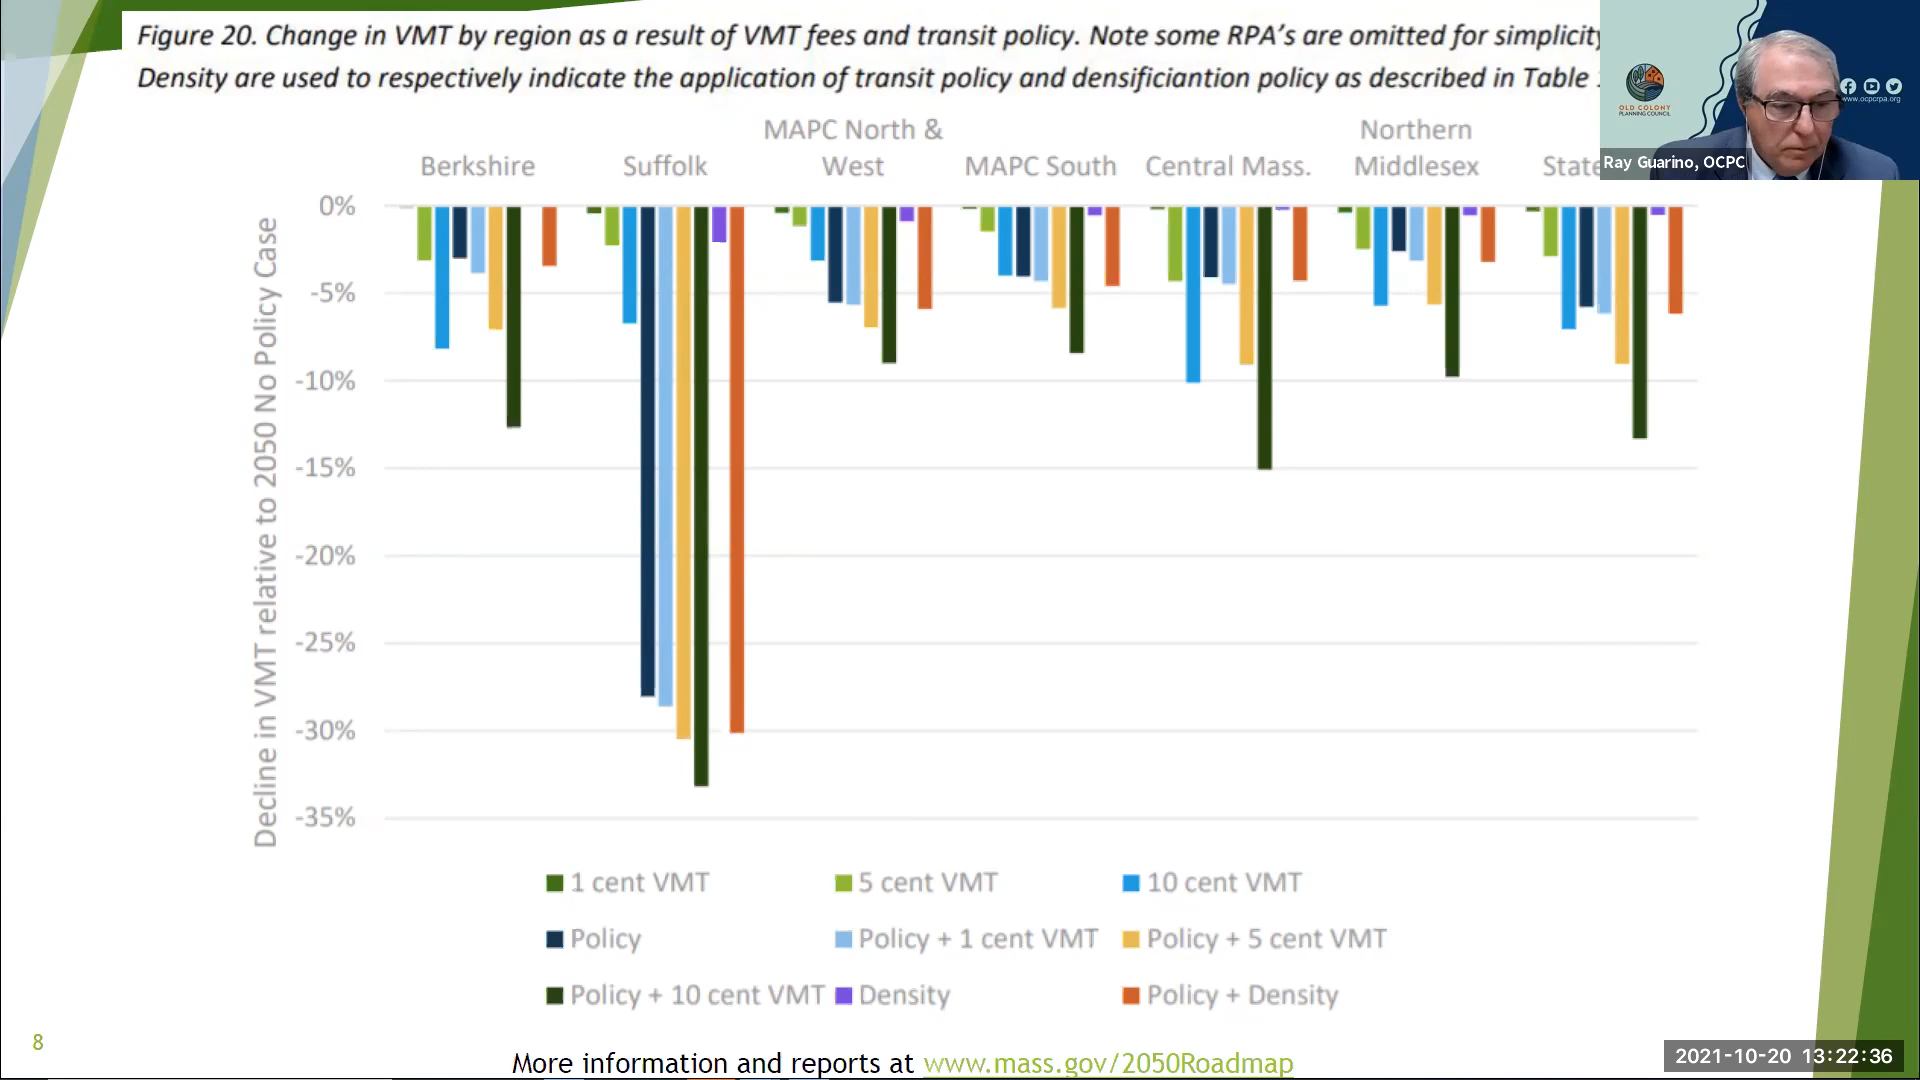 Figure 20. Change in VMT by region as a result of VMT fees and transit policy. Note some RPA's are omitted for simplicity
Density are used to respectively indicate the application of transit policy and densificiantion policy as described in Table
OLD COLONY
PLANNING COUNCIL
www.ocpcrpa.org
Ray Guarino, OCPC
Berkshire
Suffolk
MAPC North &
West
MAPC South
Central Mass.
Northern
Middlesex
State
Decline in VMT relative to 2050 No Policy Case
0%
-5%
-10%
-15%
-20%
-25%
-30%
-35%
1 cent VMT
5 cent VMT
10 cent VMT
Policy
Policy + 1 cent VMT
Policy + 5 cent VMT
Policy + 10 cent VMT
Density
Policy + Density
8
More information and reports at www.mass.gov/2050Roadmap
2021-10-20 13:22:36